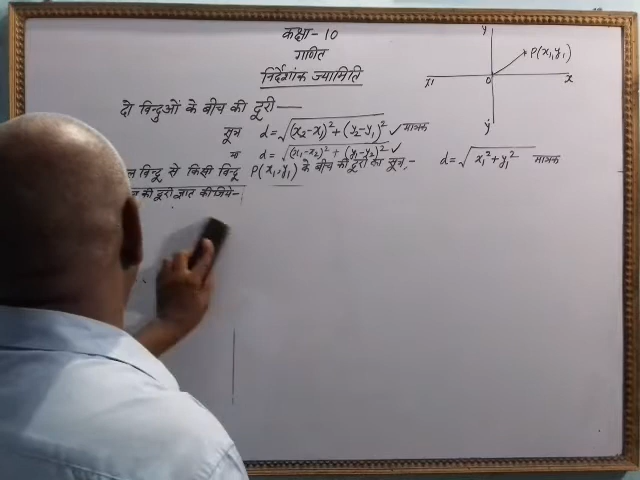 कक्षा-10
गणित
निर्देशांक ज्यामिति
दो बिन्दुओं के बीच की दूरी—
सूत्र d=√(x₂-x₁)²+(y₂-y₁)² ✓ मात्रक
d=√(x₁-x₂)²+(y₁-y₂)² ✓
बिन्दु से किसी बिन्दु P(x₁,y₁) के बीच की दूरी का सूत्र,-
d=√x₁²+y₁² मात्रक
की दूरी ज्ञात कीजिये-
y
P(x₁,y₁)
x'
0
x
y'